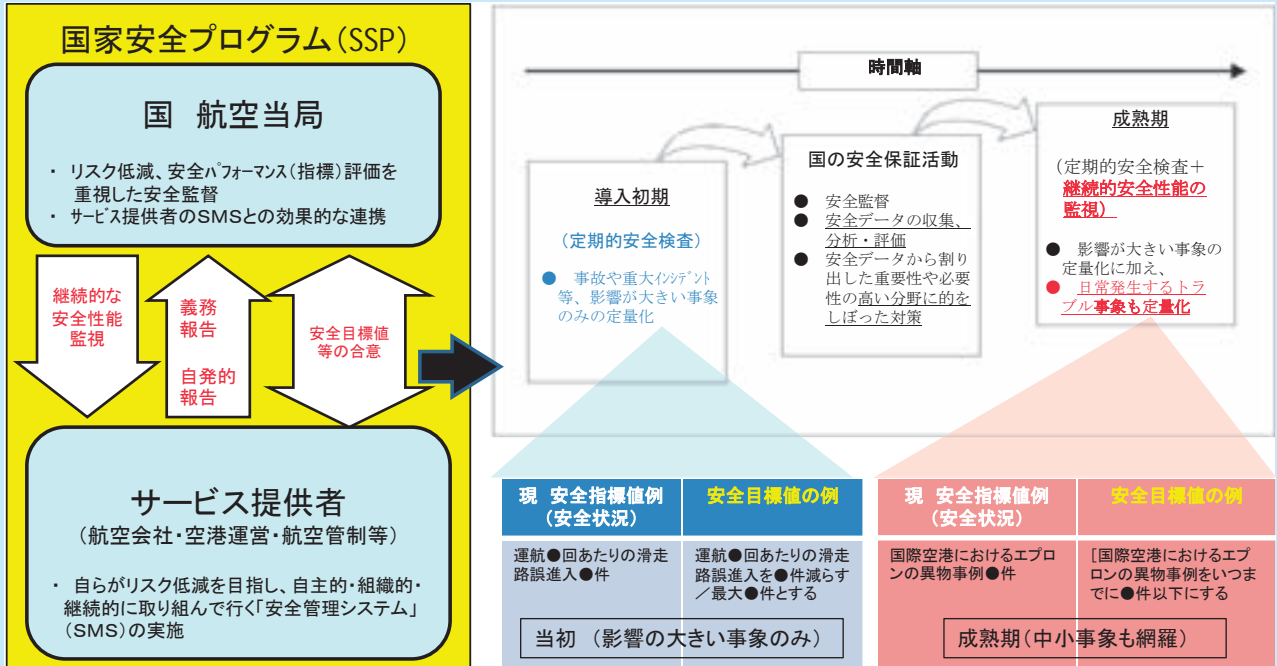 国家安全プログラム(SSP)
国 航空当局
・ リスク低減、安全パフォーマンス(指標)評価を
重視した安全監督
・ サービス提供者のSMSとの効果的な連携
継続的な
安全性能
監視
義務
報告
自発的
報告
安全目標値
等の合意
サービス提供者
(航空会社・空港運営・航空管制等)
・ 自らがリスク低減を目指し、自主的・組織的・
継続的に取り組んで行く「安全管理システム」
(SMS)の実施
時間軸
導入初期
(定期的安全検査)
● 事故や重大インシデント
等、影響が大きい事象
のみの定量化
国の安全保証活動
● 安全監督
● 安全データの収集、
分析・評価
● 安全データから割り
出した重要性や必要
性の高い分野に的を
しぼった対策
成熟期
(定期的安全検査+
継続的安全性能の
監視)
● 影響が大きい事象の
定量化に加え、
● 日常発生するトラ
ブル事象も定量化
現 安全指標値例
(安全状況)
安全目標値の例
運航●回あたりの滑走
路誤進入●件
運航●回あたりの滑走
路誤進入を●件減らす
/最大●件とする
当初 (影響の大きい事象のみ)
現 安全指標値例
(安全状況)
安全目標値の例
国際空港におけるエプロ
ンの異物事例●件
[国際空港におけるエプ
ロンの異物事例をいつま
でに●件以下にする
成熟期(中小事象も網羅)